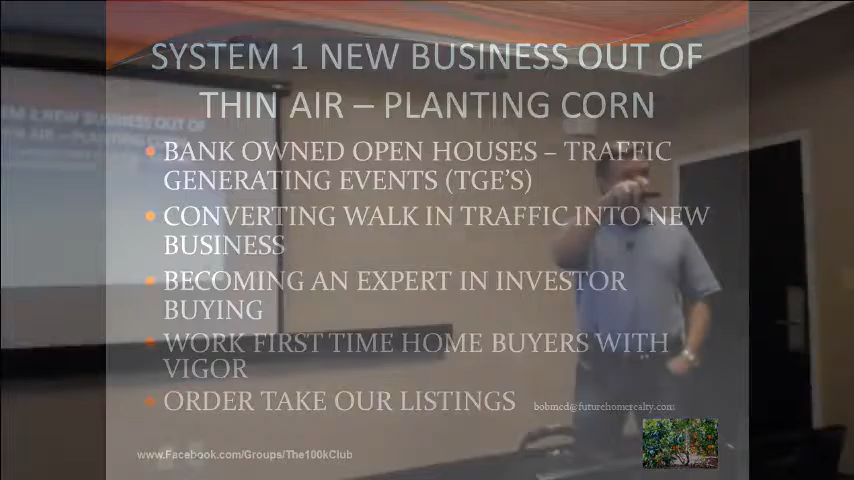 SYSTEM 1 NEW BUSINESS OUT OF
THIN AIR – PLANTING CORN
• BANK OWNED OPEN HOUSES – TRAFFIC
GENERATING EVENTS (TGE'S)
• CONVERTING WALK IN TRAFFIC INTO NEW
BUSINESS
• BECOMING AN EXPERT IN INVESTOR
BUYING
• WORK FIRST TIME HOME BUYERS WITH
VIGOR
• ORDER TAKE OUR LISTINGS
bobmcd@futurehomerealty.com
www.Facebook.com/Groups/The100kClub